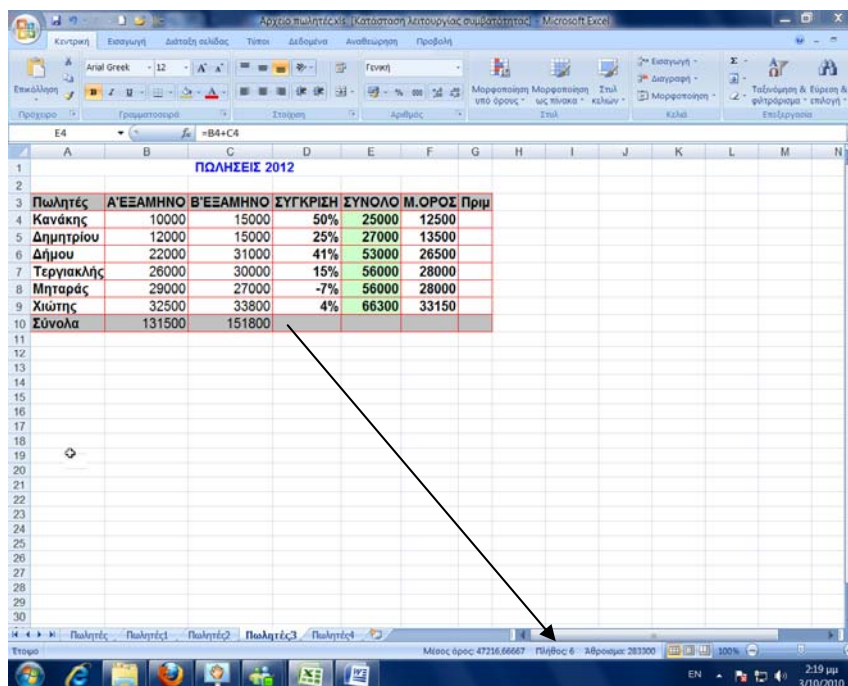 Αρχείο πωλητές.xls [Κατάσταση λειτουργίας συμβατότητας] - Microsoft Excel
Κεντρική Εισαγωγή Διάταξη σελίδας Τύποι Δεδομένα Αναθεώρηση Προβολή
Arial Greek 12 Γενική
Επικόλληση Μορφοποίηση υπό όρους Μορφοποίηση ως πίνακα Στυλ κελιών Εισαγωγή Διαγραφή Μορφοποίηση Ταξινόμηση & φιλτράρισμα Εύρεση & επιλογή
Πρόχειρο Γραμματοσειρά Στοίχιση Αριθμός Στυλ Κελιά Επεξεργασία
E4 fx =B4+C4
A B C D E F G H I J K L M N
1 ΠΩΛΗΣΕΙΣ 2012
2
3 Πωλητές Α'ΕΞΑΜΗΝΟ Β'ΕΞΑΜΗΝΟ ΣΥΓΚΡΙΣΗ ΣΥΝΟΛΟ Μ.ΟΡΟΣ Πριμ
4 Κανάκης 10000 15000 50% 25000 12500
5 Δημητρίου 12000 15000 25% 27000 13500
6 Δήμου 22000 31000 41% 53000 26500
7 Τεργιακλής 26000 30000 15% 56000 28000
8 Μηταράς 29000 27000 -7% 56000 28000
9 Χιώτης 32500 33800 4% 66300 33150
10 Σύνολα 131500 151800
11
12
13
14
15
16
17
18
19
20
21
22
23
24
25
26
27
28
29
30
Πωλητές Πωλητές1 Πωλητές2 Πωλητές3 Πωλητές4
Έτοιμο Μέσος όρος: 47216,66667 Πλήθος: 6 Άθροισμα: 283300 100%
EN 2:19 μμ
3/10/2010